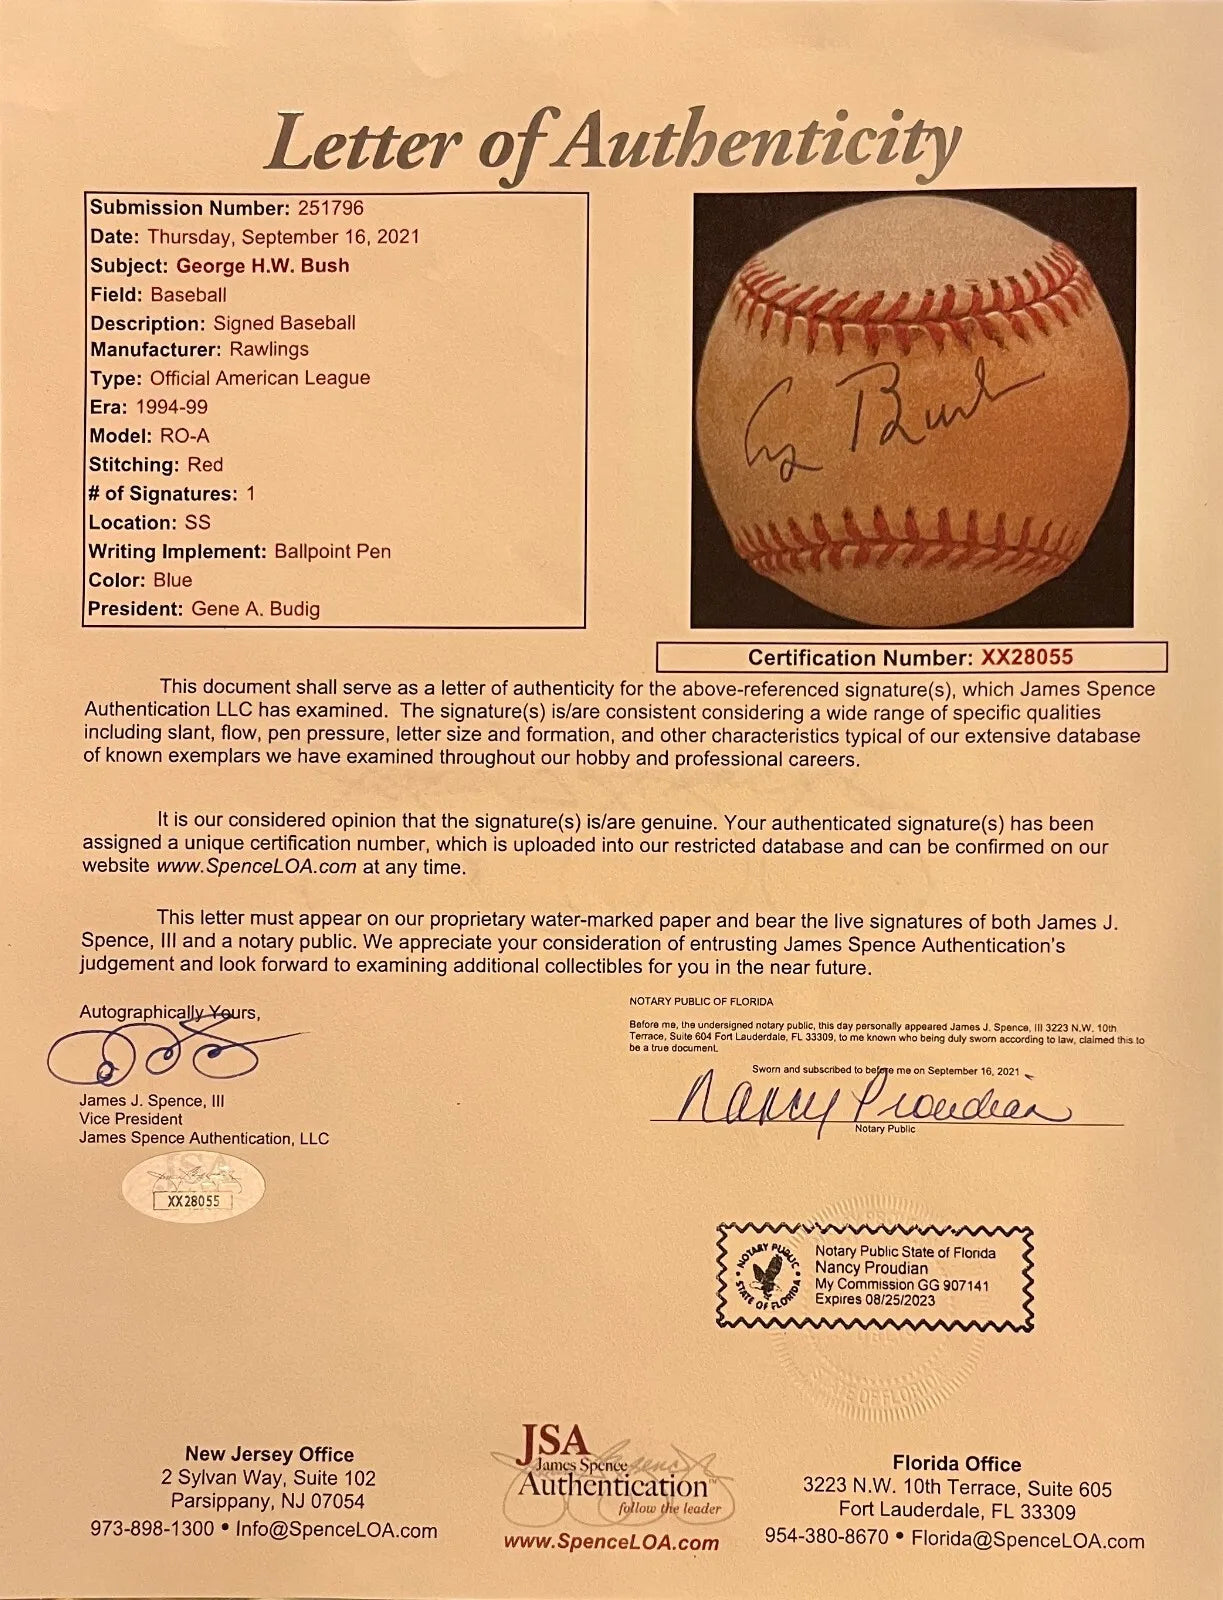 Letter of Authenticity
Submission Number: 251796
Date: Thursday, September 16, 2021
Subject: George H.W. Bush
Field: Baseball
Description: Signed Baseball
Manufacturer: Rawlings
Type: Official American League
Era: 1994-99
Model: RO-A
Stitching: Red
# of Signatures: 1
Location: SS
Writing Implement: Ballpoint Pen
Color: Blue
President: Gene A. Budig
G Bush
Certification Number: XX28055
This document shall serve as a letter of authenticity for the above-referenced signature(s), which James Spence
Authentication LLC has examined. The signature(s) is/are consistent considering a wide range of specific qualities
including slant, flow, pen pressure, letter size and formation, and other characteristics typical of our extensive database
of known exemplars we have examined throughout our hobby and professional careers.
It is our considered opinion that the signature(s) is/are genuine. Your authenticated signature(s) has been
assigned a unique certification number, which is uploaded into our restricted database and can be confirmed on our
website www.SpenceLOA.com at any time.
This letter must appear on our proprietary water-marked paper and bear the live signatures of both James J.
Spence, III and a notary public. We appreciate your consideration of entrusting James Spence Authentication's
judgement and look forward to examining additional collectibles for you in the near future.
Autographically Yours,
James J. Spence, III
Vice President
James Spence Authentication, LLC
JSA
XX28055
NOTARY PUBLIC OF FLORIDA
Before me, the undersigned notary public, this day personally appeared James J. Spence, III 3223 N.W. 10th
Terrace, Suite 604 Fort Lauderdale, FL 33309, to me known who being duly sworn according to law, claimed this to
be a true document.
Sworn and subscribed to before me on September 16, 2021
Nancy Proudian
Notary Public
NOTARY PUBLIC
STATE OF FLORIDA
Notary Public State of Florida
Nancy Proudian
My Commission GG 907141
Expires 08/25/2023
STATE OF FLORIDA
New Jersey Office
2 Sylvan Way, Suite 102
Parsippany, NJ 07054
973-898-1300 • Info@SpenceLOA.com
JSA
James Spence
Authentication™
follow the leader
www.SpenceLOA.com
Florida Office
3223 N.W. 10th Terrace, Suite 605
Fort Lauderdale, FL 33309
954-380-8670 • Florida@SpenceLOA.com